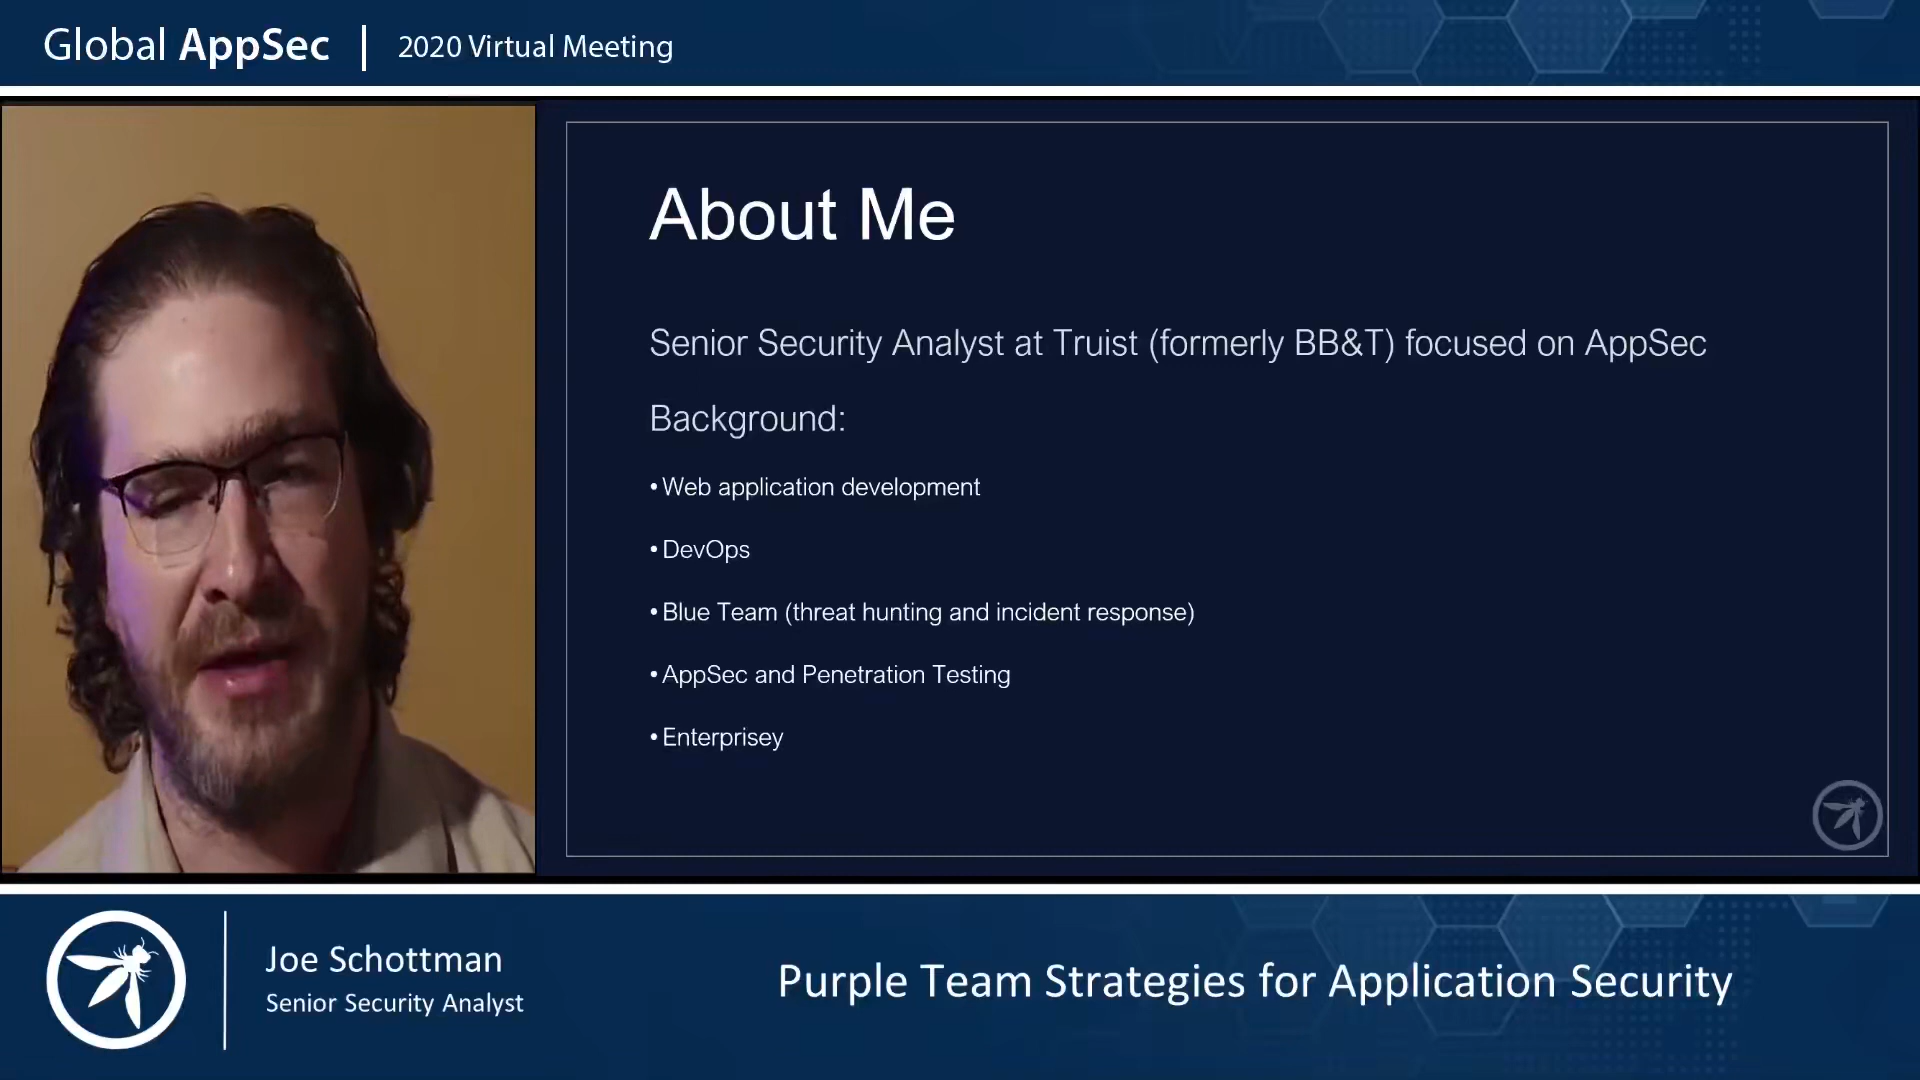 Global AppSec | 2020 Virtual Meeting
About Me
Senior Security Analyst at Truist (formerly BB&T) focused on AppSec
Background:
• Web application development
• DevOps
• Blue Team (threat hunting and incident response)
• AppSec and Penetration Testing
• Enterprisey
Joe Schottman
Senior Security Analyst
Purple Team Strategies for Application Security